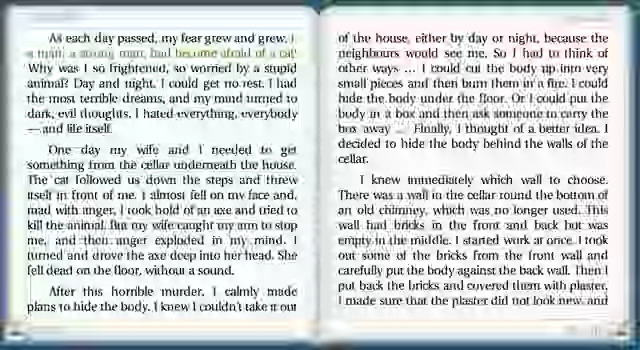 As each day passed, my fear grew and grew. I,
a man, a strong man, had become afraid of a cat!
Why was I so frightened, so worried by a stupid
animal? Day and night, I could get no rest. I had
the most terrible dreams, and my mind turned to
dark, evil thoughts. I hated everything, everybody
— and life itself.
One day my wife and I needed to get
something from the cellar underneath the house.
The cat followed us down the steps and threw
itself in front of me. I almost fell on my face and,
mad with anger, I took hold of an axe and tried to
kill the animal. But my wife caught my arm to stop
me, and then anger exploded in my mind. I
turned and drove the axe deep into her head. She
fell dead on the floor, without a sound.
After this horrible murder, I calmly made
plans to hide the body. I knew I couldn't take it out
of the house, either by day or night, because the
neighbours would see me. So I had to think of
other ways ... I could cut the body up into very
small pieces and then burn them in a fire. I could
hide the body under the floor. Or I could put the
body in a box and then ask someone to carry the
box away ... Finally, I thought of a better idea. I
decided to hide the body behind the walls of the
cellar.
I knew immediately which wall to choose.
There was a wall in the cellar round the bottom of
an old chimney, which was no longer used. This
wall had bricks in the front and back but was
empty in the middle. I started work at once. I took
out some of the bricks from the front wall and
carefully put the body against the back wall. Then I
put back the bricks and covered them with plaster.
I made sure that the plaster did not look new, and